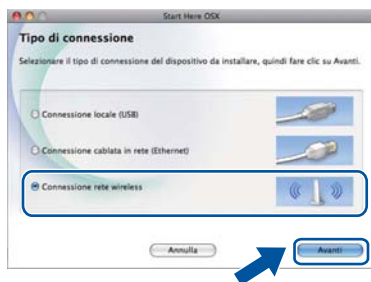 Start Here OSX
Tipo di connessione
Selezionare il tipo di connessione del dispositivo da installare, quindi fare clic su Avanti.
Connessione locale (USB)
Connessione cablata in rete (Ethernet)
Connessione rete wireless
Annulla
Avanti